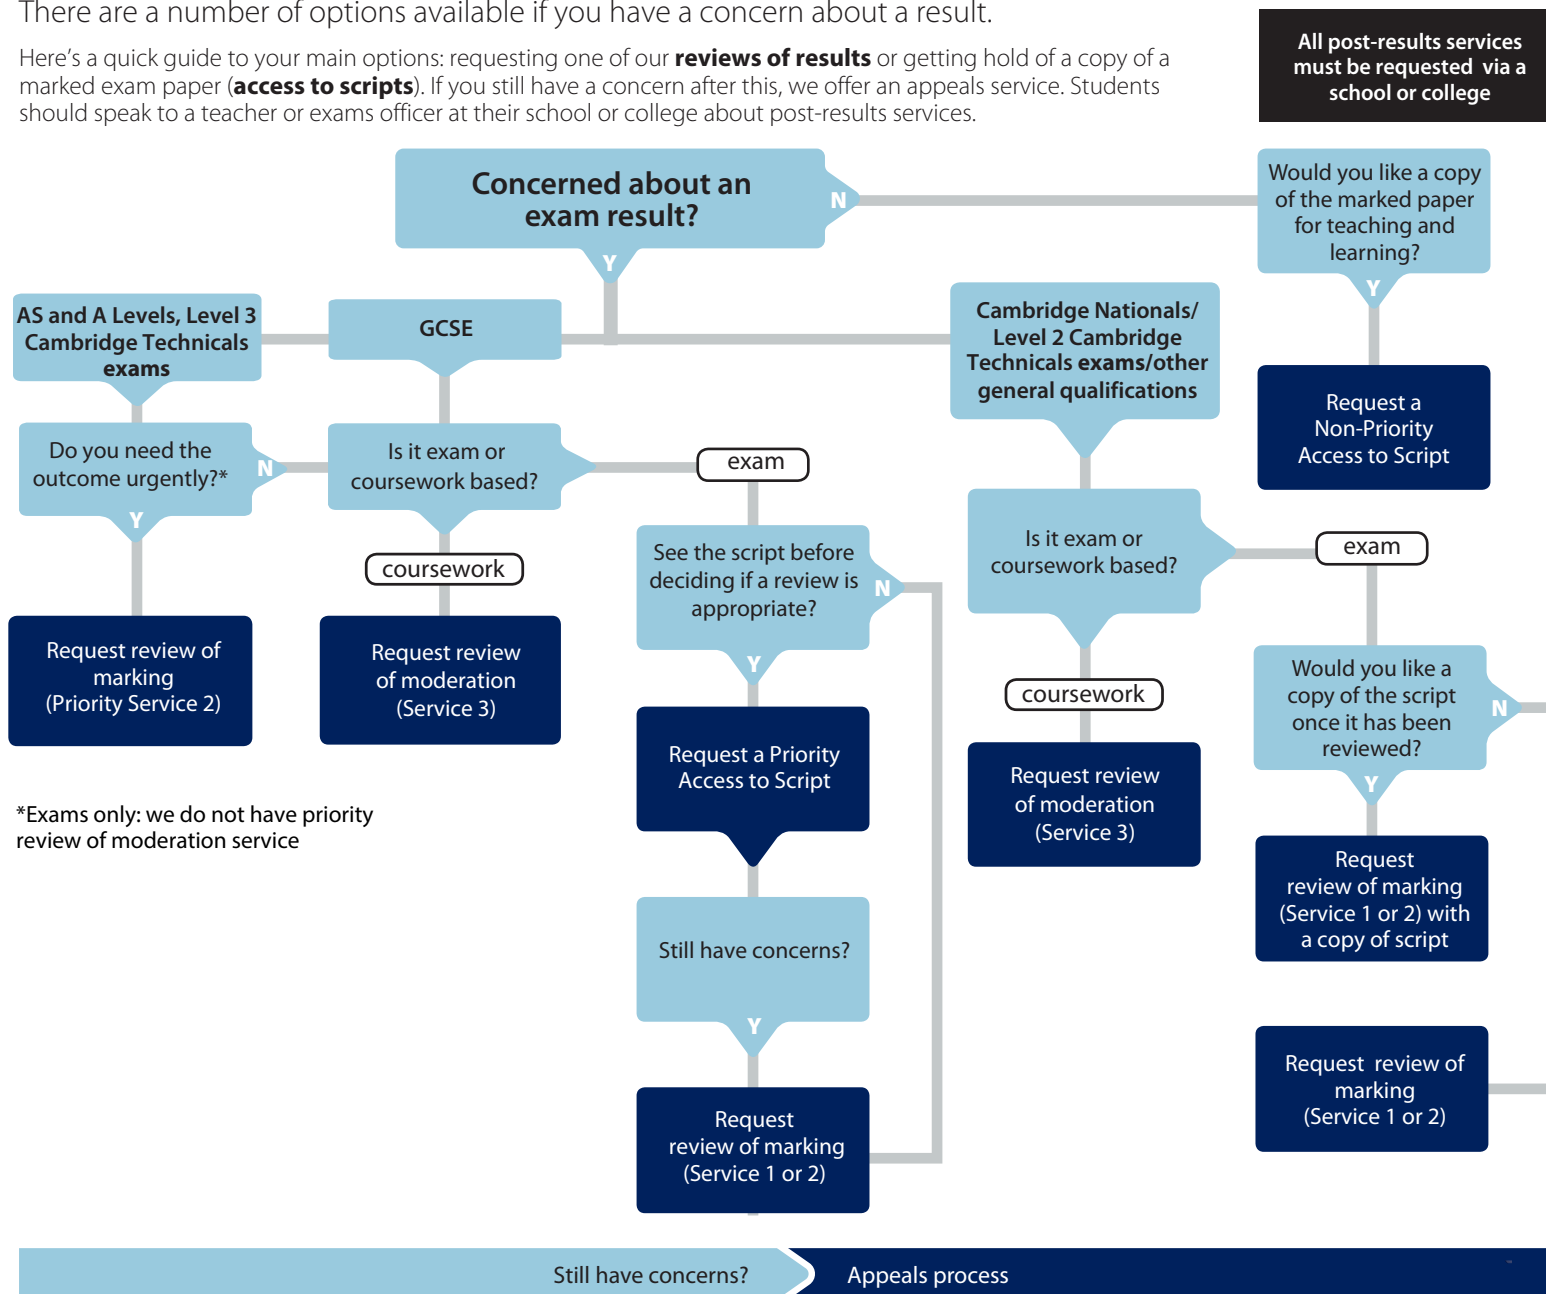 There are a number of options available if you have a concern about a result.
Here’s a quick guide to your main options: requesting one of our reviews of results or getting hold of a copy of a
marked exam paper (access to scripts). If you still have a concern after this, we offer an appeals service. Students
should speak to a teacher or exams officer at their school or college about post-results services.
All post-results services
must be requested via a
school or college
Concerned about an
exam result?
N
Y
Would you like a copy
of the marked paper
for teaching and
learning?
Y
Request a
Non-Priority
Access to Script
AS and A Levels, Level 3
Cambridge Technicals
exams
Do you need the
outcome urgently?*
N
Y
Request review of
marking
(Priority Service 2)
*Exams only: we do not have priority
review of moderation service
GCSE
Is it exam or
coursework based?
coursework
Request review
of moderation
(Service 3)
exam
See the script before
deciding if a review is
appropriate?
N
Y
Request a Priority
Access to Script
Still have concerns?
Y
Request
review of marking
(Service 1 or 2)
Cambridge Nationals/
Level 2 Cambridge
Technicals exams/other
general qualifications
Is it exam or
coursework based?
coursework
Request review
of moderation
(Service 3)
exam
Would you like a
copy of the script
once it has been
reviewed?
N
Y
Request
review of marking
(Service 1 or 2) with
a copy of script
Request review of
marking
(Service 1 or 2)
Still have concerns?
Appeals process